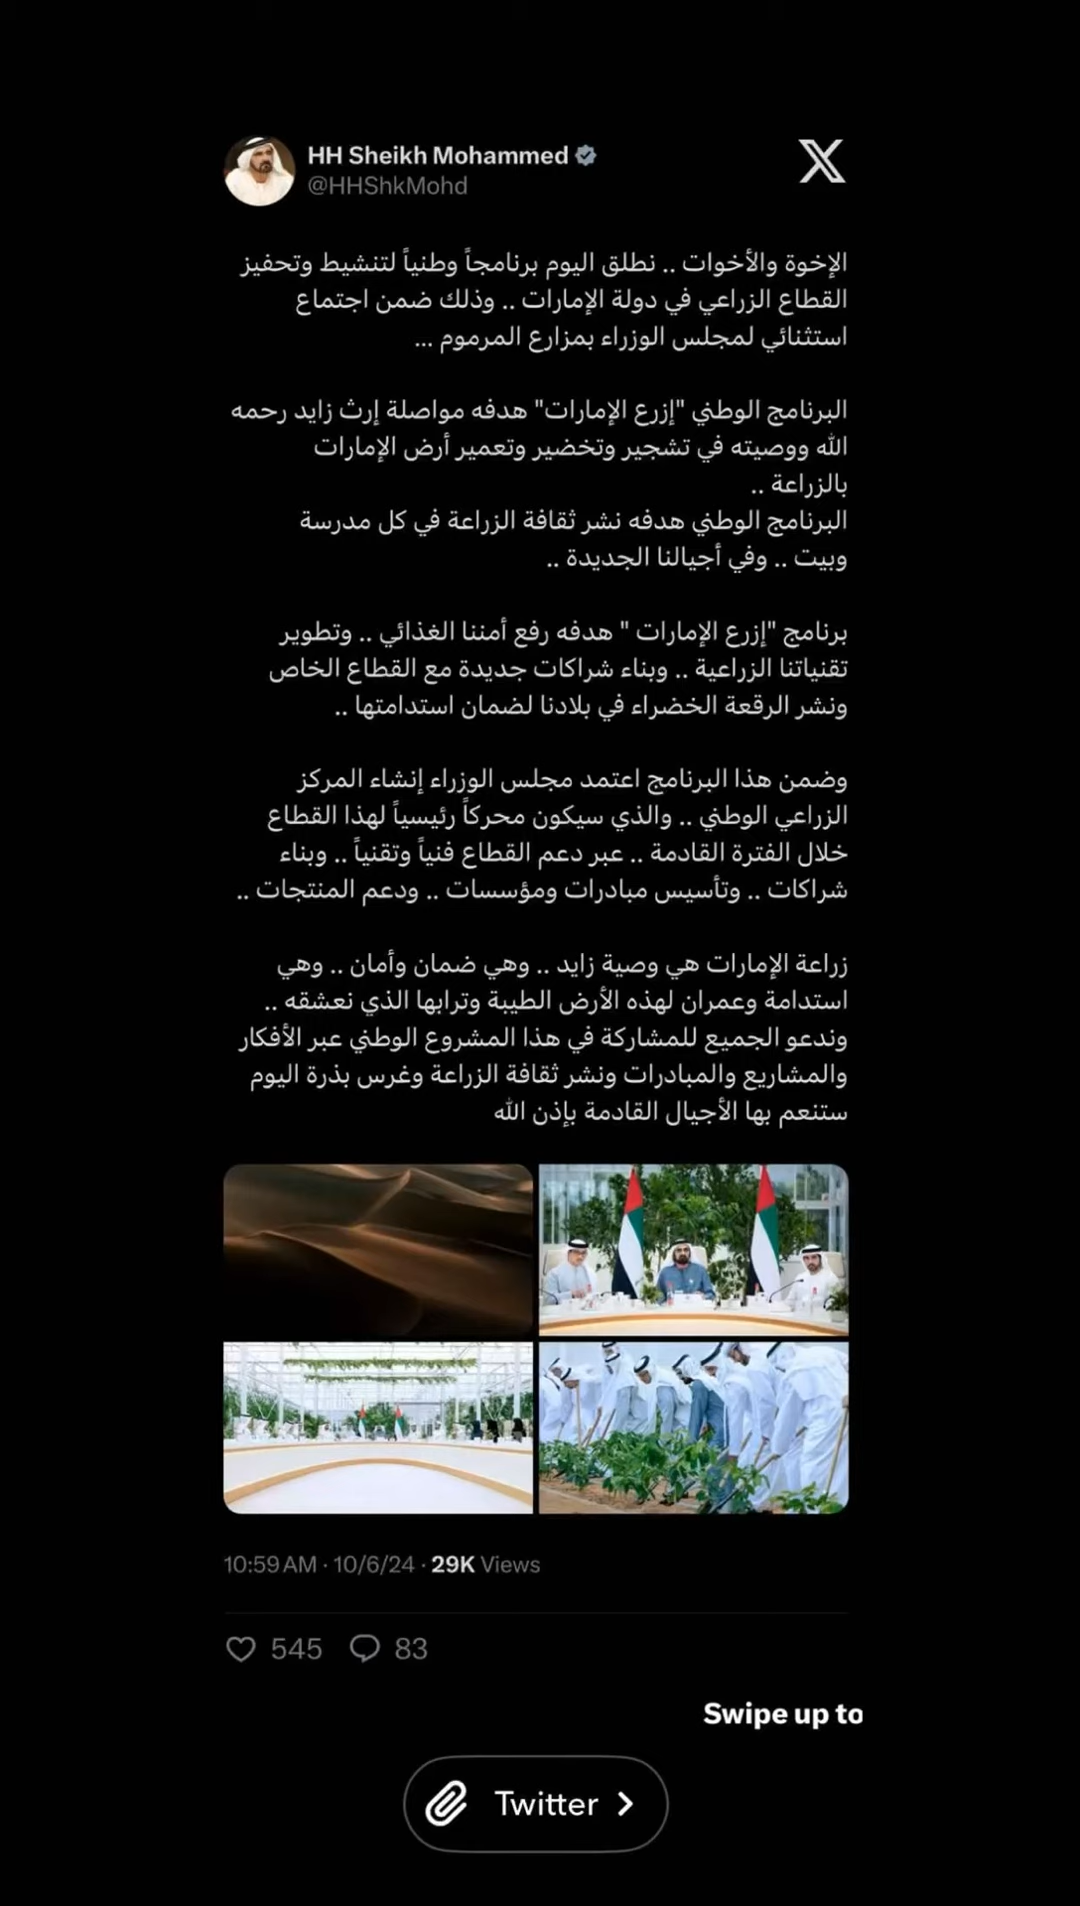 HH Sheikh Mohammed
@HHShkMohd
الإخوة والأخوات .. نطلق اليوم برنامجاً وطنياً لتنشيط وتحفيز
القطاع الزراعي في دولة الإمارات .. وذلك ضمن اجتماع
استثنائي لمجلس الوزراء بمزارع المرموم ...
البرنامج الوطني "إزرع الإمارات" هدفه مواصلة إرث زايد رحمه
الله ووصيته في تشجير وتخضير وتعمير أرض الإمارات
بالزراعة ..
البرنامج الوطني هدفه نشر ثقافة الزراعة في كل مدرسة
وبيت .. وفي أجيالنا الجديدة ..
برنامج "إزرع الإمارات " هدفه رفع أمننا الغذائي .. وتطوير
تقنياتنا الزراعية .. وبناء شراكات جديدة مع القطاع الخاص
ونشر الرقعة الخضراء في بلادنا لضمان استدامتها ..
وضمن هذا البرنامج اعتمد مجلس الوزراء إنشاء المركز
الزراعي الوطني .. والذي سيكون محركاً رئيسياً لهذا القطاع
خلال الفترة القادمة .. عبر دعم القطاع فنياً وتقنياً .. وبناء
شراكات .. وتأسيس مبادرات ومؤسسات .. ودعم المنتجات ..
زراعة الإمارات هي وصية زايد .. وهي ضمان وأمان .. وهي
استدامة وعمران لهذه الأرض الطيبة وترابها الذي نعشقه ..
وندعو الجميع للمشاركة في هذا المشروع الوطني عبر الأفكار
والمشاريع والمبادرات ونشر ثقافة الزراعة وغرس بذرة اليوم
ستنعم بها الأجيال القادمة بإذن الله
10:59 AM · 10/6/24 · 29K Views
545 83
Swipe up to
Twitter